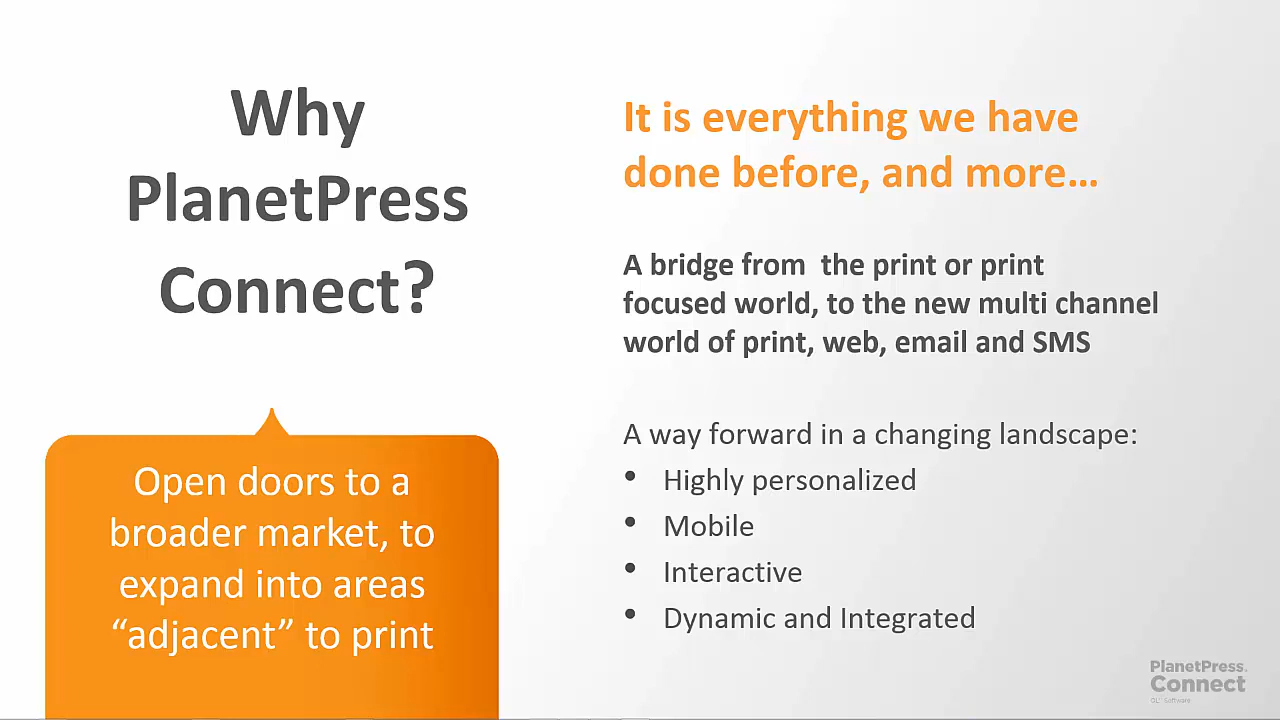 Why
PlanetPress
Connect?
Open doors to a
broader market, to
expand into areas
“adjacent” to print
It is everything we have
done before, and more…
A bridge from  the print or print
focused world, to the new multi channel
world of print, web, email and SMS
A way forward in a changing landscape:
• Highly personalized
• Mobile
• Interactive
• Dynamic and Integrated
PlanetPress.
Connect
Software